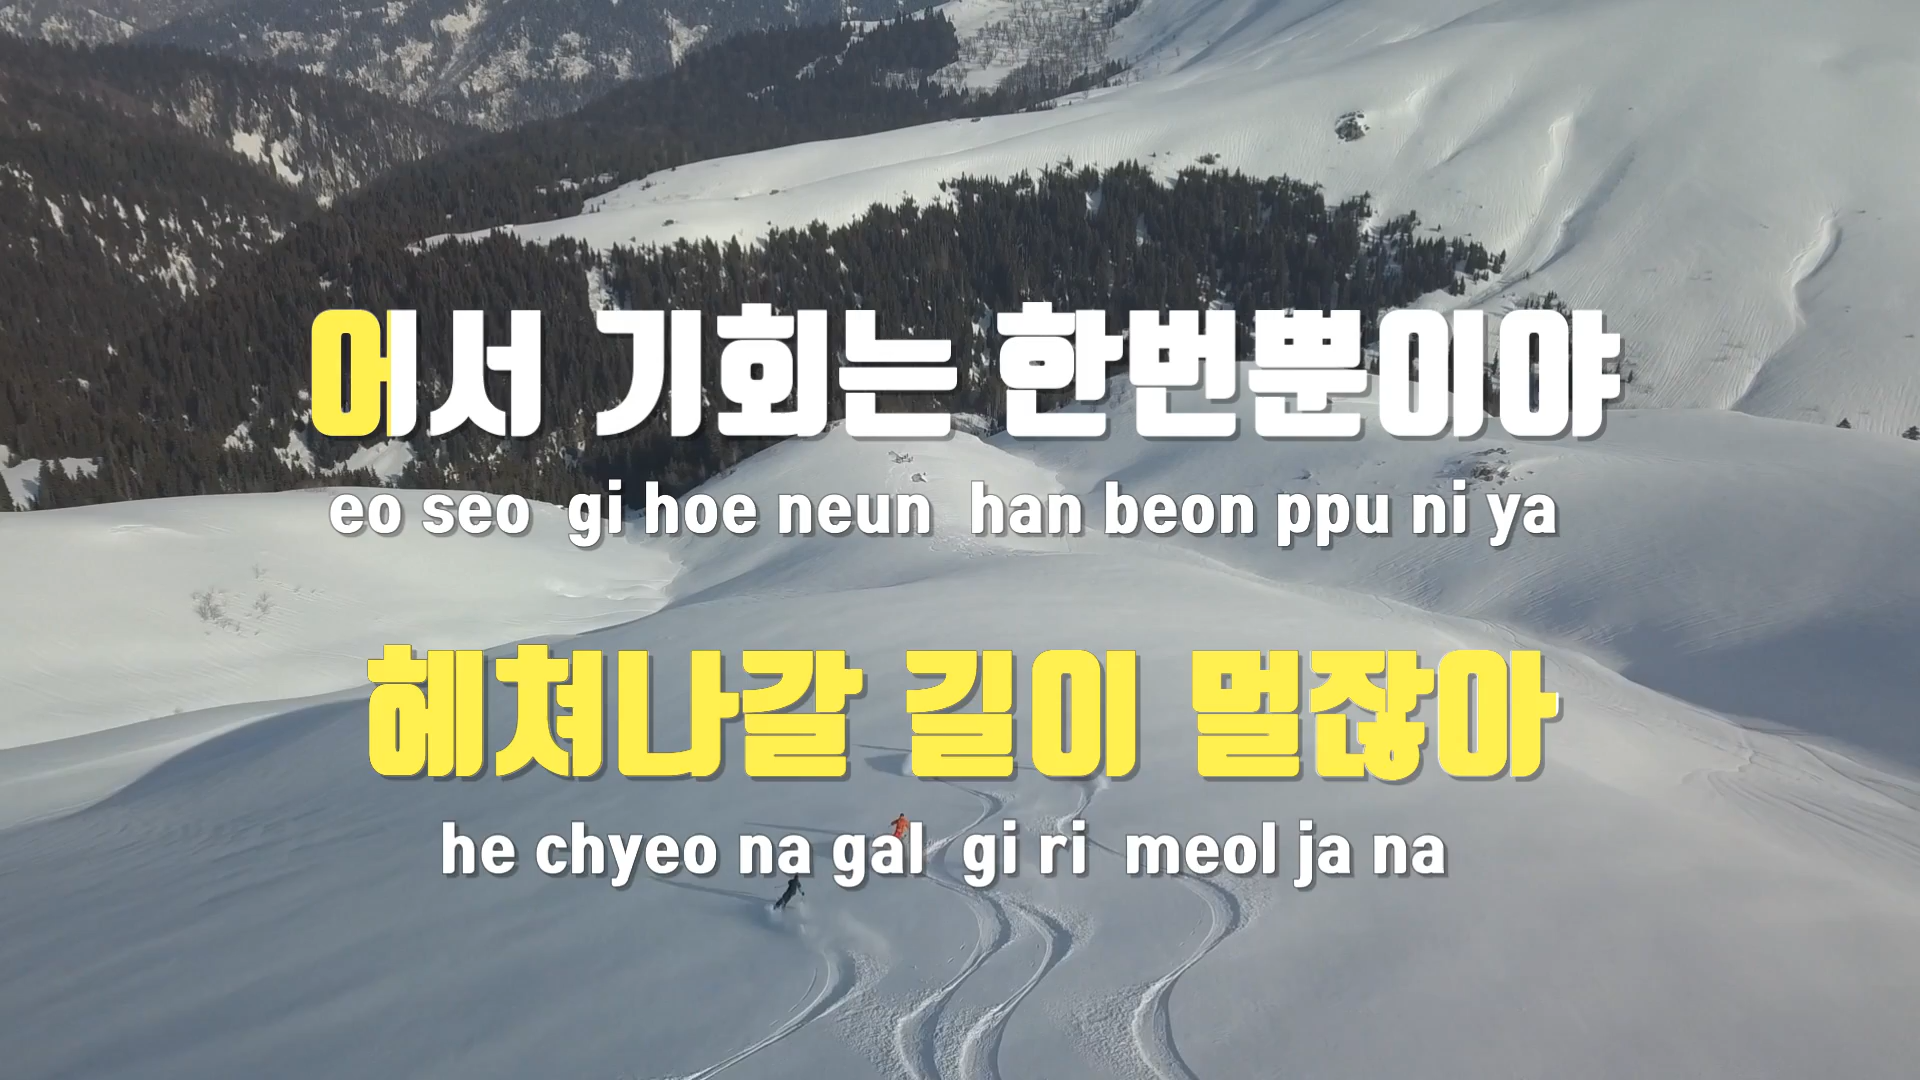 어서 기회는 한번뿐이야
eo seo gi hoe neun han beon ppu ni ya
헤쳐나갈 길이 멀잖아
he chyeo na gal gi ri meol ja na